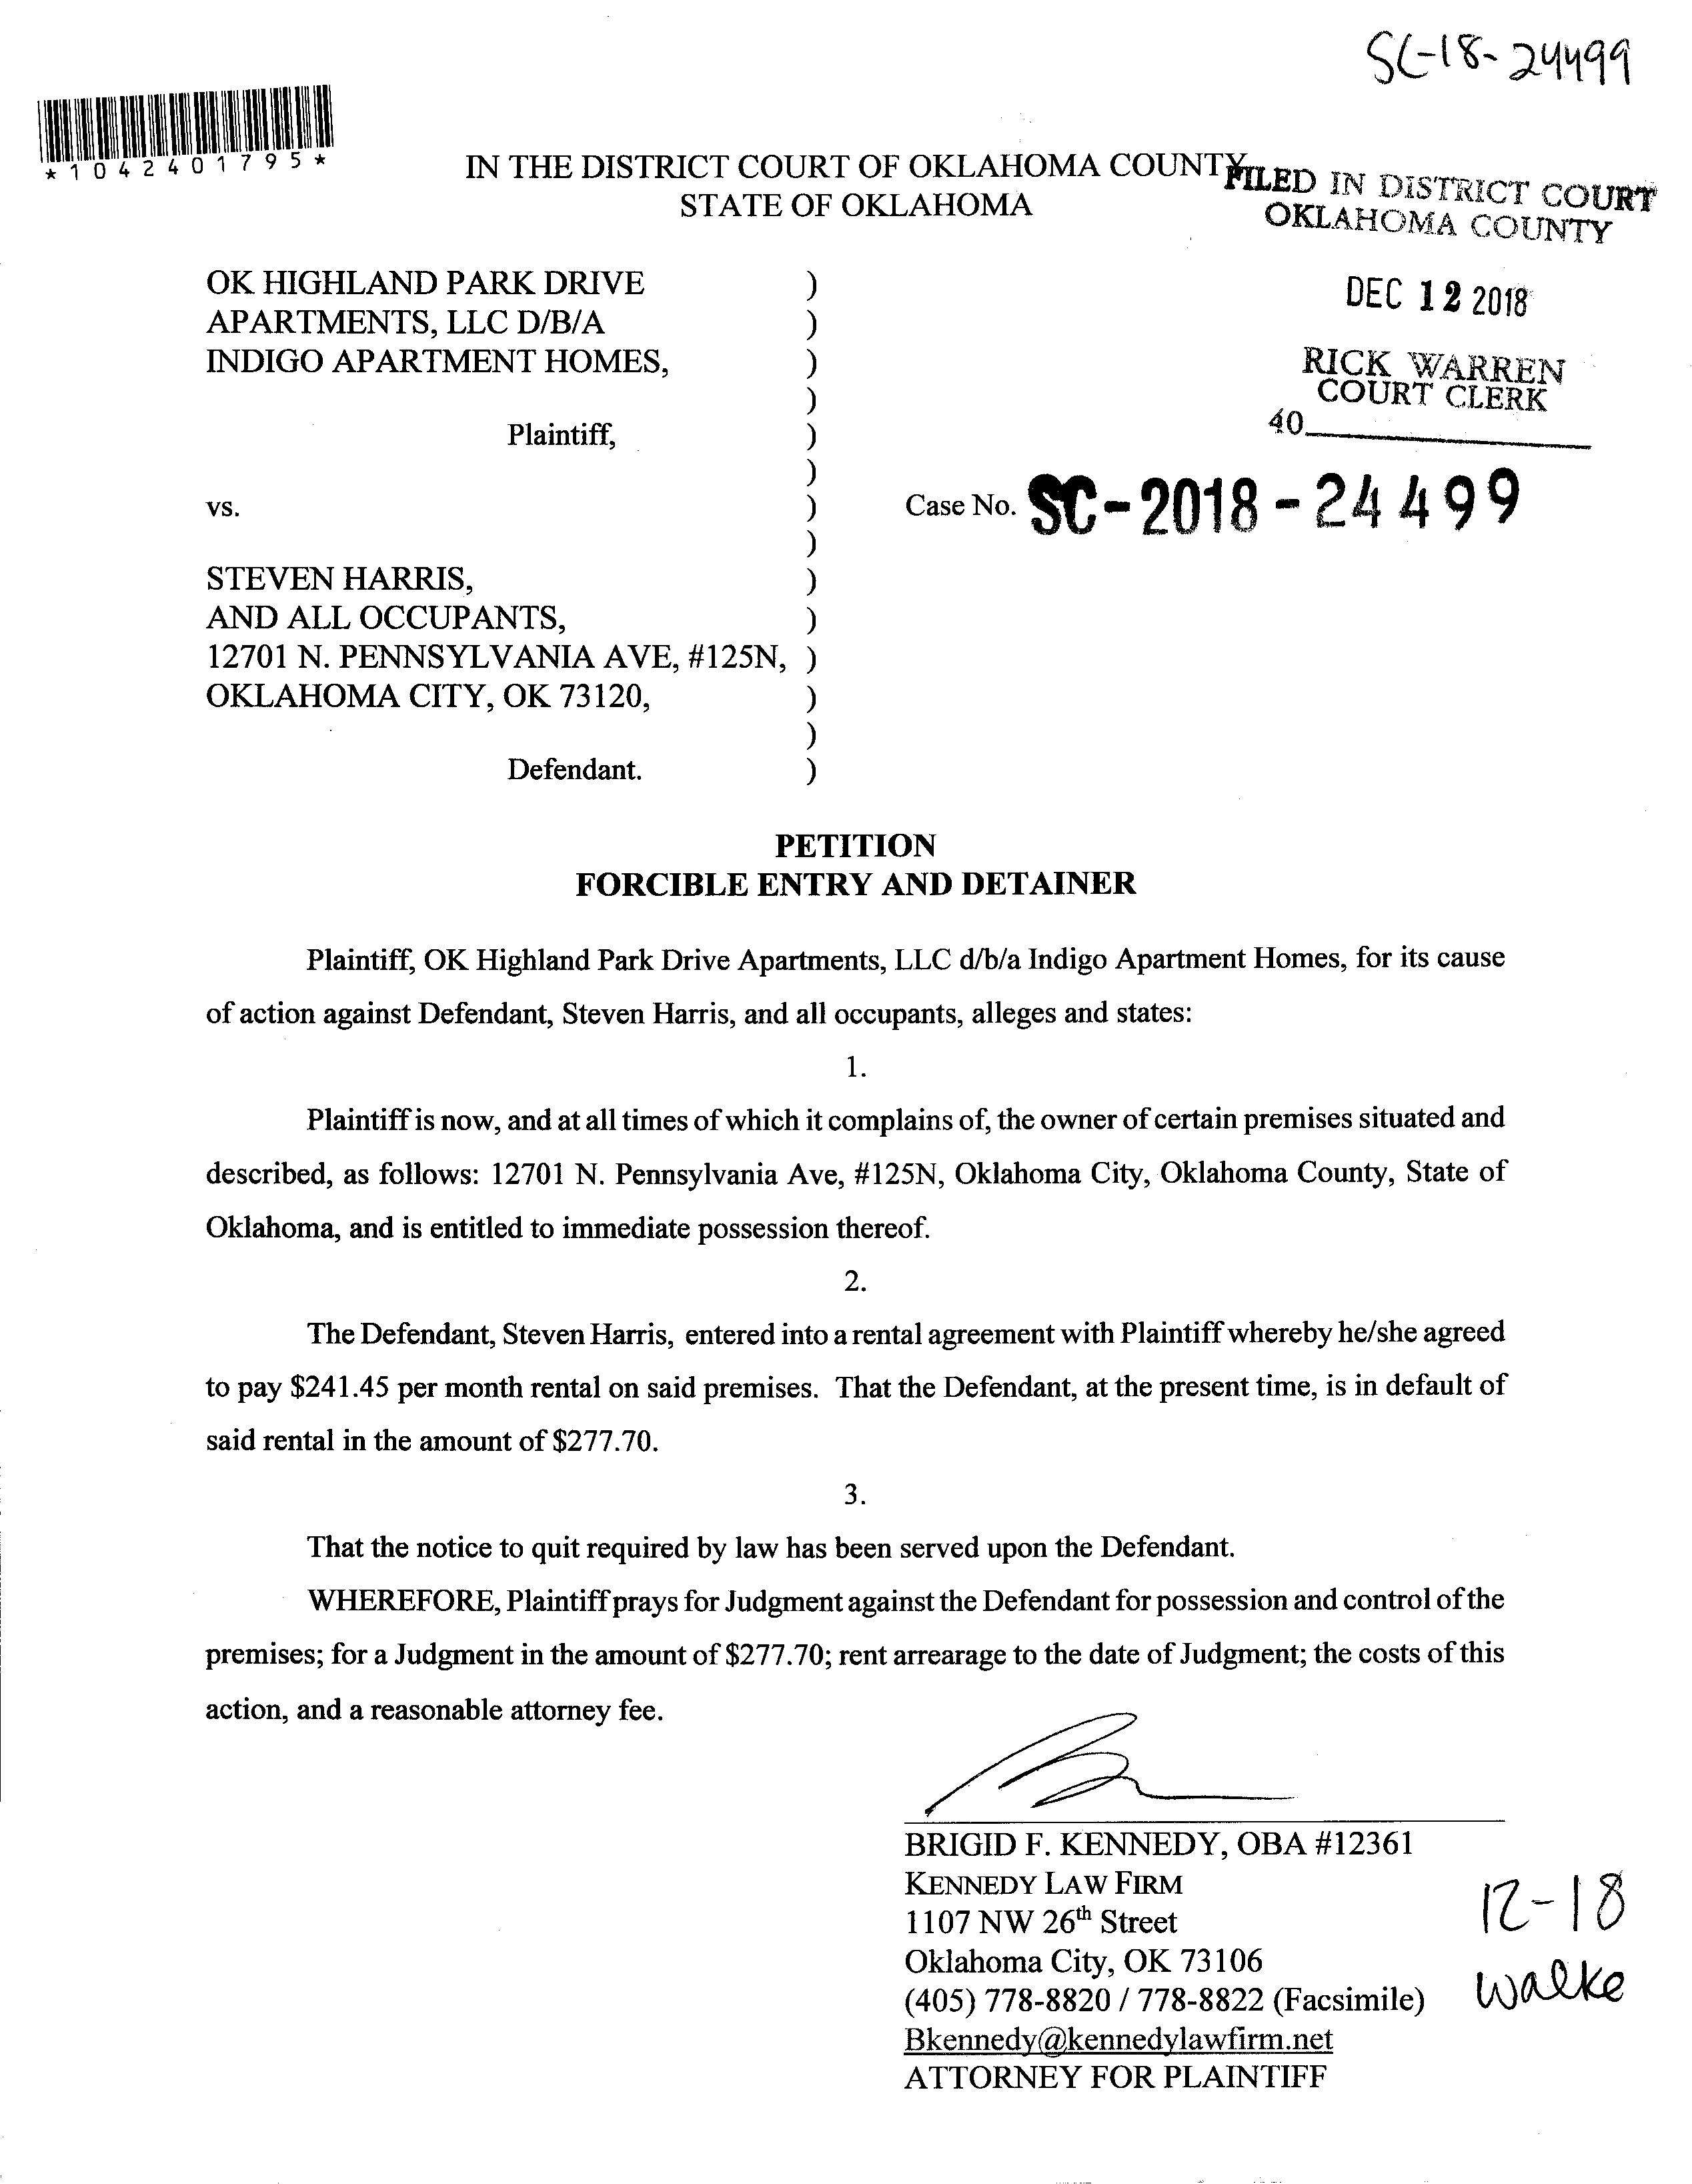 SC-18-24499
*1042401795*
IN THE DISTRICT COURT OF OKLAHOMA COUNTY
STATE OF OKLAHOMA
FILED IN DISTRICT COURT
OKLAHOMA COUNTY
DEC 12 2018
RICK WARREN
COURT CLERK
40
OK HIGHLAND PARK DRIVE )
APARTMENTS, LLC D/B/A )
INDIGO APARTMENT HOMES, )
)
Plaintiff, )
)
vs. ) Case No. SC-2018-24499
)
STEVEN HARRIS, )
AND ALL OCCUPANTS, )
12701 N. PENNSYLVANIA AVE, #125N, )
OKLAHOMA CITY, OK 73120, )
)
Defendant. )
PETITION
FORCIBLE ENTRY AND DETAINER
Plaintiff, OK Highland Park Drive Apartments, LLC d/b/a Indigo Apartment Homes, for its cause
of action against Defendant, Steven Harris, and all occupants, alleges and states:
1.
Plaintiff is now, and at all times of which it complains of, the owner of certain premises situated and
described, as follows: 12701 N. Pennsylvania Ave, #125N, Oklahoma City, Oklahoma County, State of
Oklahoma, and is entitled to immediate possession thereof.
2.
The Defendant, Steven Harris, entered into a rental agreement with Plaintiff whereby he/she agreed
to pay $241.45 per month rental on said premises. That the Defendant, at the present time, is in default of
said rental in the amount of $277.70.
3.
That the notice to quit required by law has been served upon the Defendant.
WHEREFORE, Plaintiff prays for Judgment against the Defendant for possession and control of the
premises; for a Judgment in the amount of $277.70; rent arrearage to the date of Judgment; the costs of this
action, and a reasonable attorney fee.
BRIGID F. KENNEDY, OBA #12361
KENNEDY LAW FIRM
1107 NW 26th Street
Oklahoma City, OK 73106
(405) 778-8820 / 778-8822 (Facsimile)
Bkennedy@kennedylawfirm.net
ATTORNEY FOR PLAINTIFF
12-18
Walke